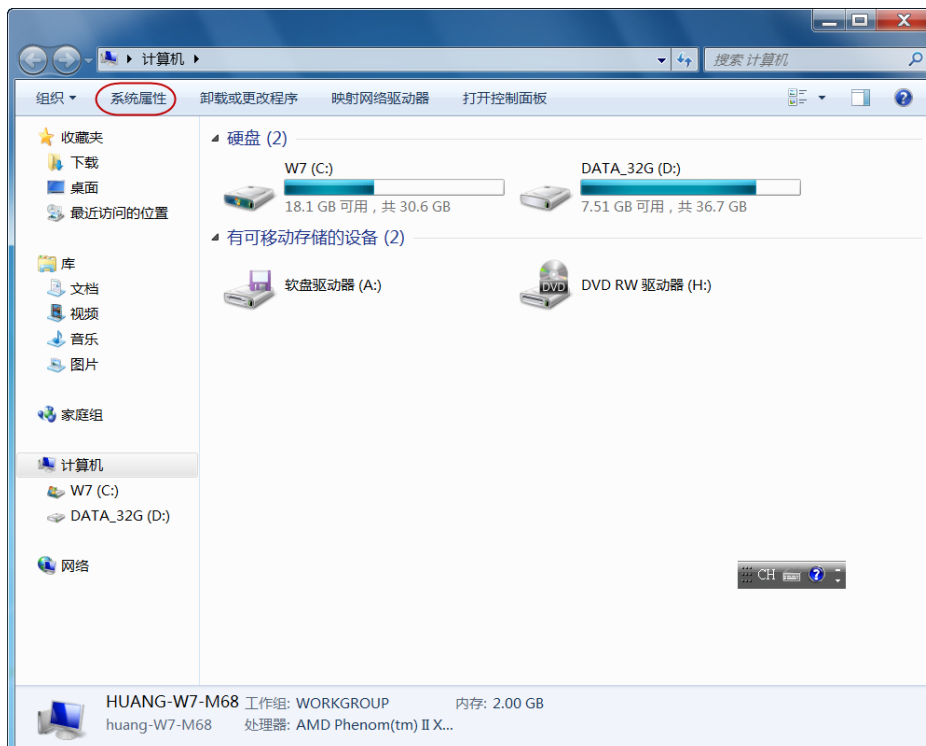 计算机
搜索 计算机
组织 系统属性 卸载或更改程序 映射网络驱动器 打开控制面板
收藏夹
下载
桌面
最近访问的位置
库
文档
视频
音乐
图片
家庭组
计算机
W7 (C:)
DATA_32G (D:)
网络
硬盘 (2)
W7 (C:)
18.1 GB 可用,共 30.6 GB
DATA_32G (D:)
7.51 GB 可用,共 36.7 GB
有可移动存储的设备 (2)
软盘驱动器 (A:)
DVD
DVD RW 驱动器 (H:)
CH
HUANG-W7-M68 工作组: WORKGROUP 内存: 2.00 GB
huang-W7-M68 处理器: AMD Phenom(tm) II X...